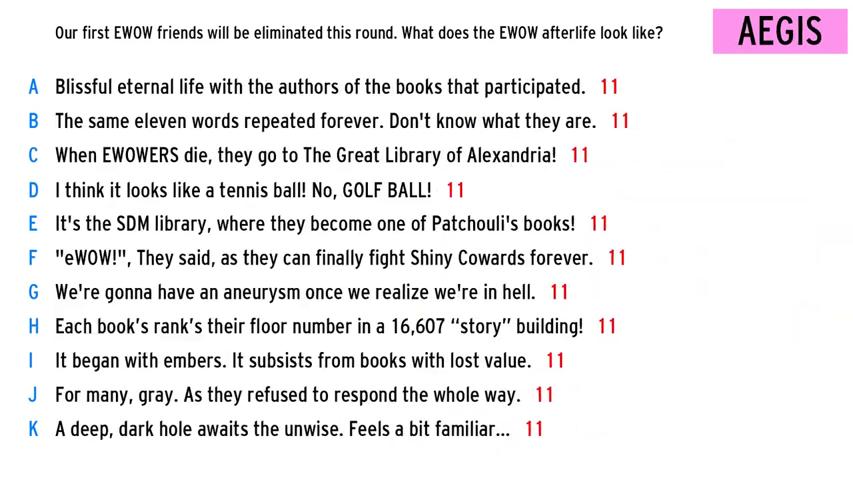 Our first EWOW friends will be eliminated this round. What does the EWOW afterlife look like?
AEGIS
A Blissful eternal life with the authors of the books that participated. 11
B The same eleven words repeated forever. Don't know what they are. 11
C When EWOWERS die, they go to The Great Library of Alexandria! 11
D I think it looks like a tennis ball! No, GOLF BALL! 11
E It's the SDM library, where they become one of Patchouli's books! 11
F "eWOW!", They said, as they can finally fight Shiny Cowards forever. 11
G We're gonna have an aneurysm once we realize we're in hell. 11
H Each book’s rank’s their floor number in a 16,607 “story” building! 11
I It began with embers. It subsists from books with lost value. 11
J For many, gray. As they refused to respond the whole way. 11
K A deep, dark hole awaits the unwise. Feels a bit familiar... 11